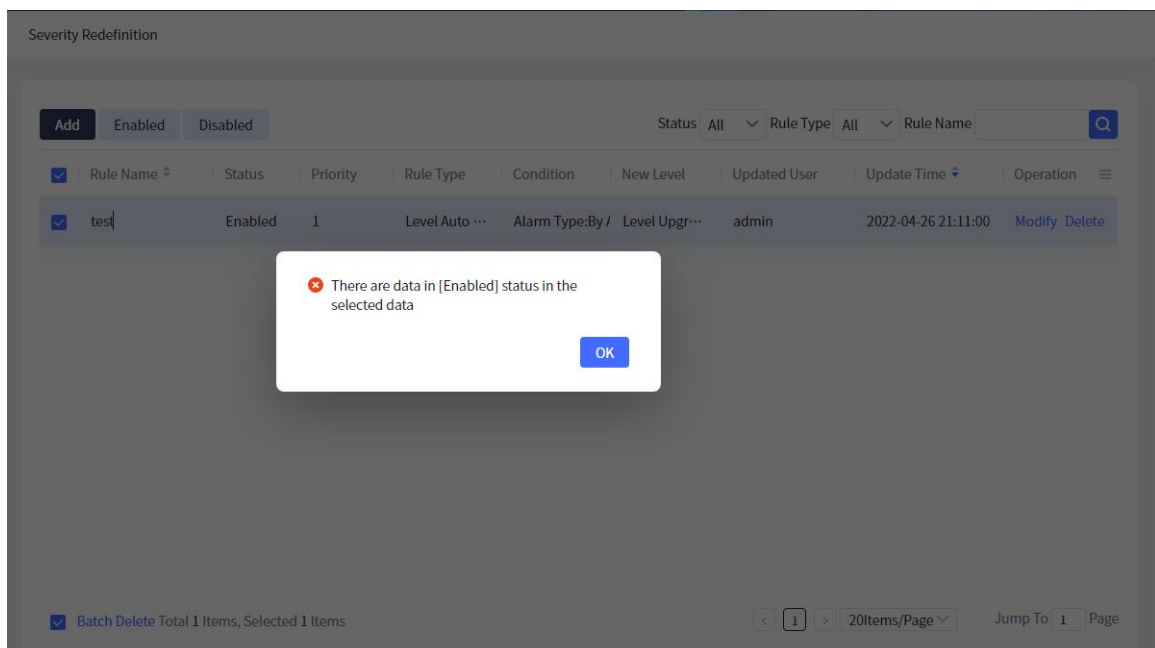 Severity Redefinition
Add Enabled Disabled Status All Rule Type All Rule Name
Rule Name Status Priority Rule Type Condition New Level Updated User Update Time Operation
test Enabled 1 Level Auto ··· Alarm Type:By Level Upgr··· admin 2022-04-26 21:11:00 Modify Delete
There are data in [Enabled] status in the
selected data
OK
Batch Delete Total 1 Items, Selected 1 Items < 1 > 20Items/Page Jump To 1 Page